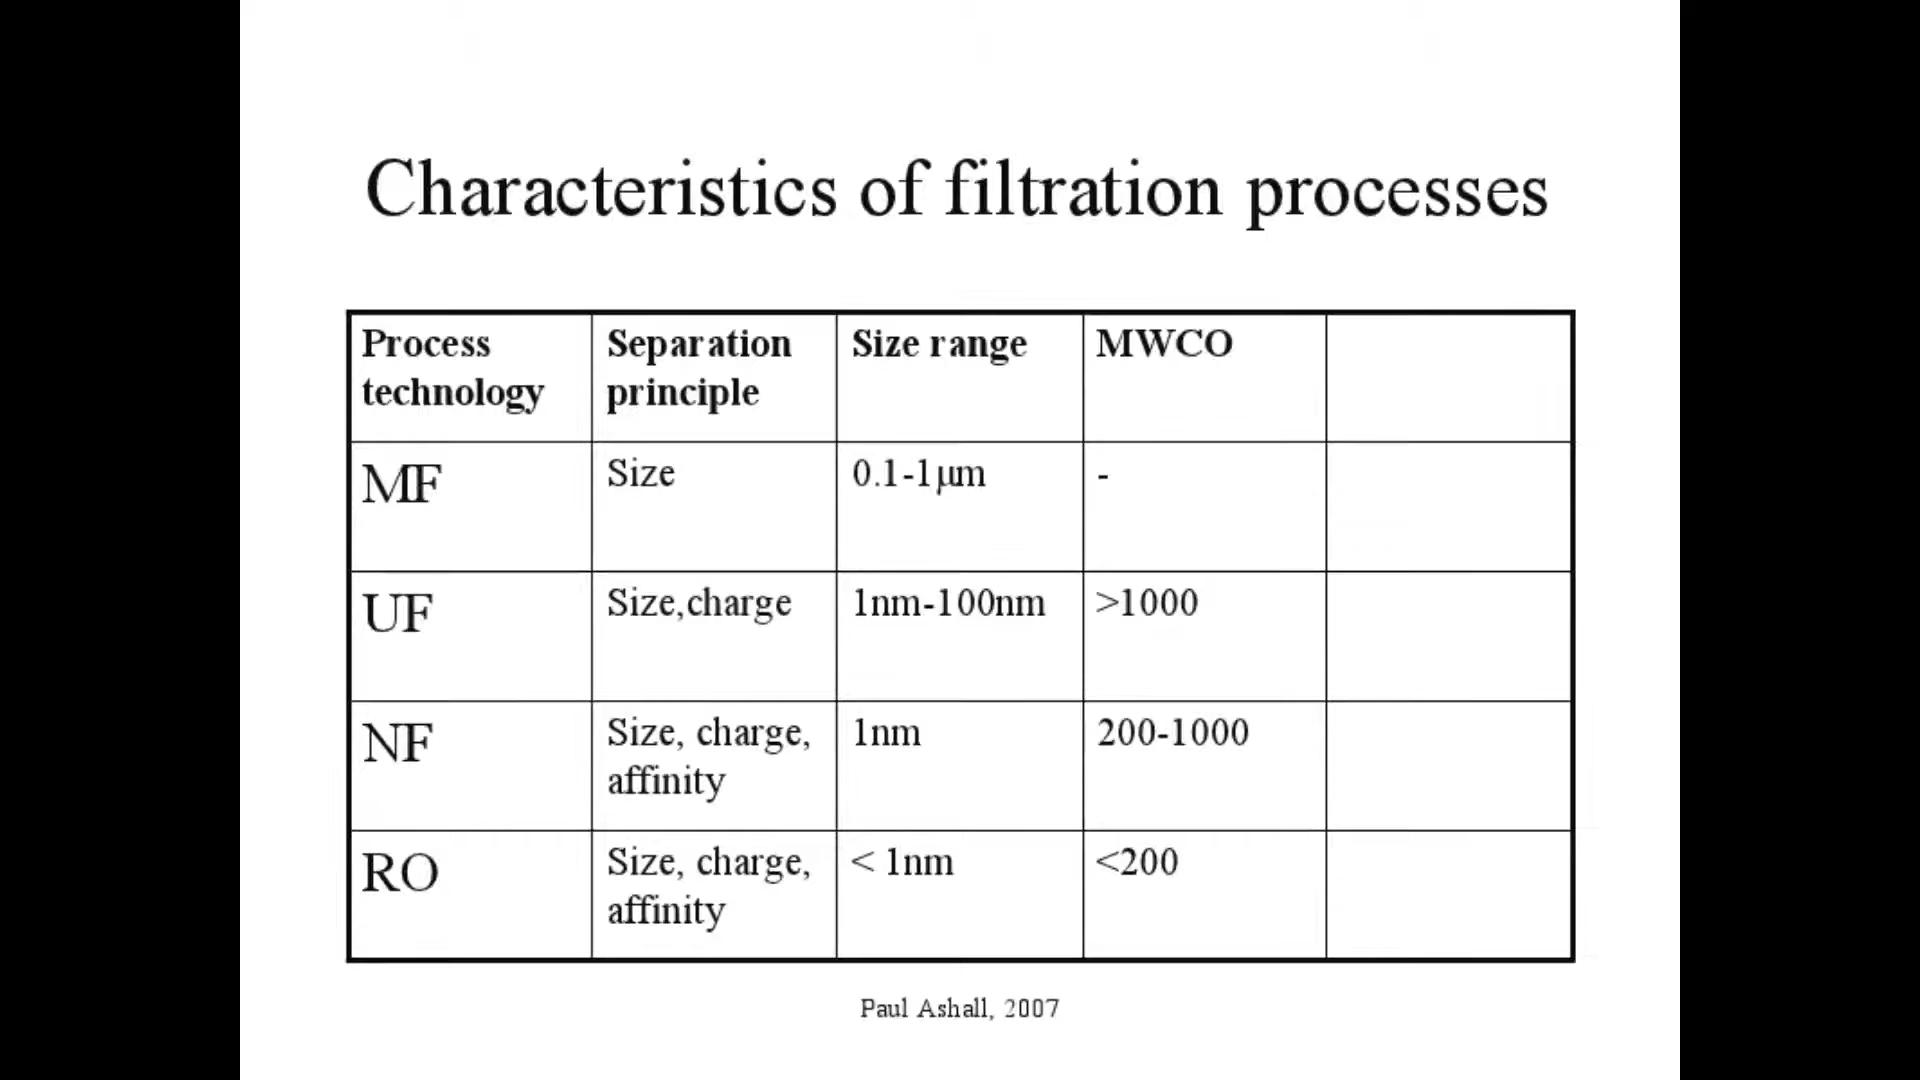 Characteristics of filtration processes
Process technology Separation principle Size range MWCO
MF Size 0.1-1μm -
UF Size,charge 1nm-100nm >1000
NF Size, charge, affinity 1nm 200-1000
RO Size, charge, affinity < 1nm <200
Paul Ashall, 2007